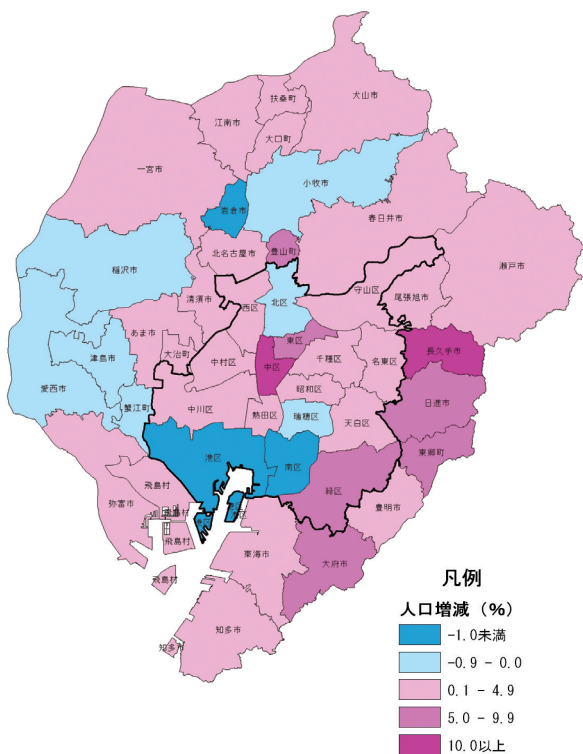 犬山市
扶桑町
江南市
大口町
一宮市
小牧市
岩倉市
春日井市
北名古屋市
豊山町
瀬戸市
稲沢市
清須市
西区
北区
守山区
尾張旭市
あま市
東区
津島市
大治町
中村区
中区
千種区
名東区
長久手市
愛西市
昭和区
日進市
蟹江町
中川区
熱田区
瑞穂区
天白区
港区
南区
東郷町
飛島村
緑区
弥富市
飛島村
港区
豊明市
飛島村
東海市
大府市
飛島村
知多市
知多市
凡例
人口増減（%）
-1.0未満
-0.9 - 0.0
0.1 - 4.9
5.0 - 9.9
10.0以上